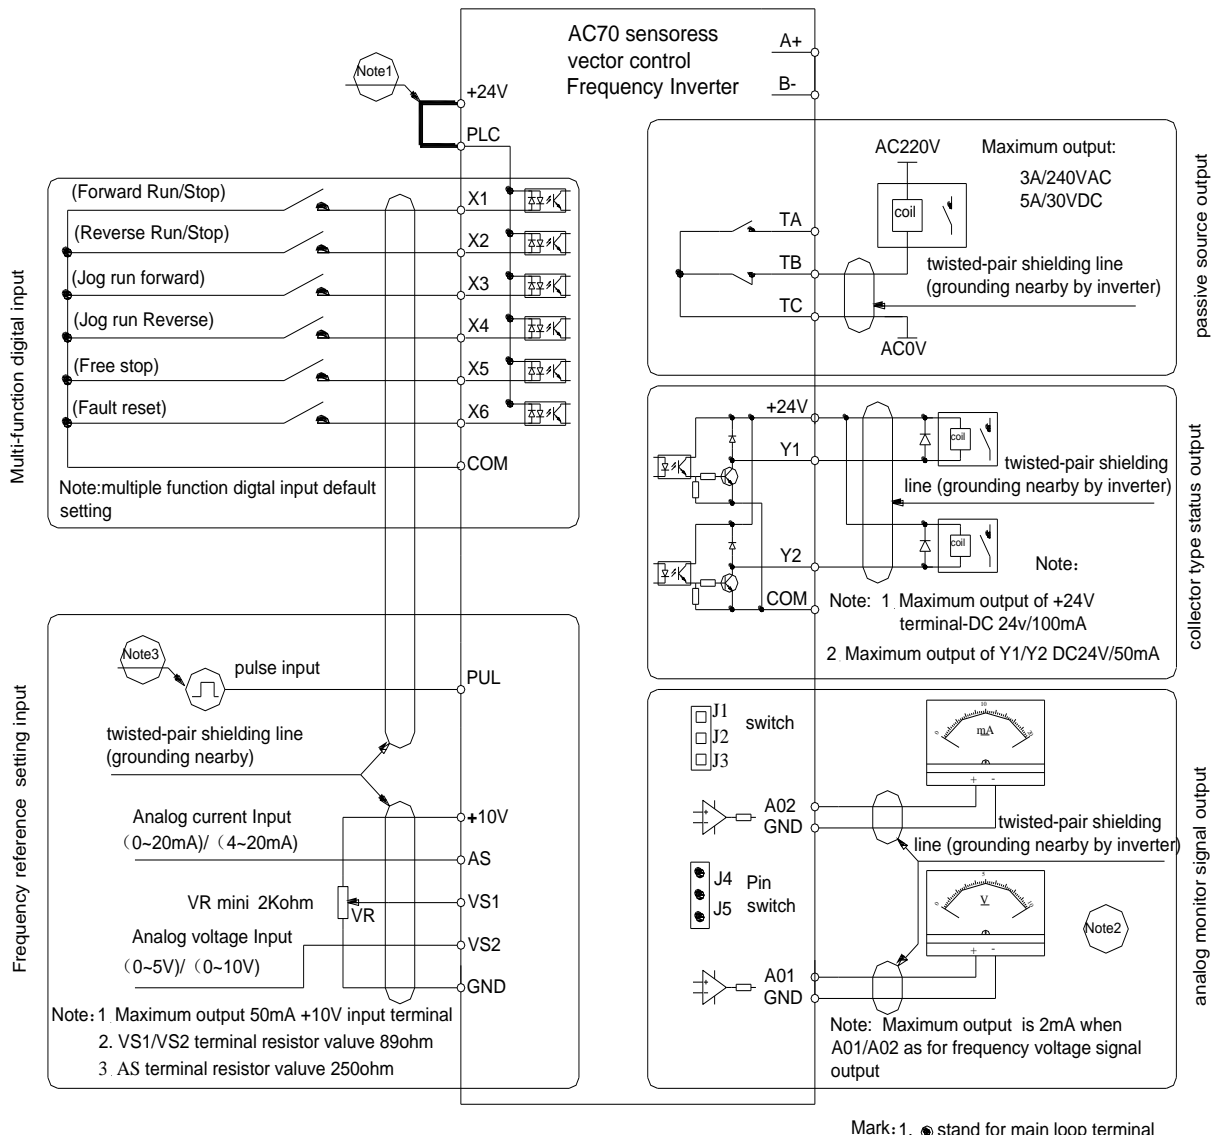 AC70 sensoress
vector control
Frequency Inverter
A+
B-
Note1
+24V
PLC
Multi-function digital input
(Forward Run/Stop)
X1
(Reverse Run/Stop)
X2
(Jog run forward)
X3
(Jog run Reverse)
X4
(Free stop)
X5
(Fault reset)
X6
COM
Note:multiple function digtal input default
setting
Frequency reference setting input
Note3
pulse input
PUL
twisted-pair shielding line
(grounding nearby)
Analog current Input
（0~20mA)/（4~20mA)
+10V
AS
VR mini 2Kohm
VR
VS1
Analog voltage Input
（0~5V)/（0~10V)
VS2
GND
Note:1 Maximum output 50mA +10V input terminal
2. VS1/VS2 terminal resistor valuve 89ohm
3 AS terminal resistor valuve 250ohm
passive source output
AC220V
Maximum output:
3A/240VAC
5A/30VDC
coil
TA
TB
TC
twisted-pair shielding line
(grounding nearby by inverter)
AC0V
collector type status output
+24V
Y1
coil
twisted-pair shielding
line (grounding nearby by inverter)
Y2
coil
Note:
COM
Note: 1 Maximum output of +24V
terminal-DC 24v/100mA
2 Maximum output of Y1/Y2 DC24V/50mA
analog monitor signal output
J1
J2
J3
switch
0
10
20
mA
+ -
A02
GND
twisted-pair shielding
line (grounding nearby by inverter)
J4
J5
Pin
switch
0
5
10
V
+ -
Note2
A01
GND
Note: Maximum output is 2mA when
A01/A02 as for frequency voltage signal
output
Mark:1. stand for main loop terminal